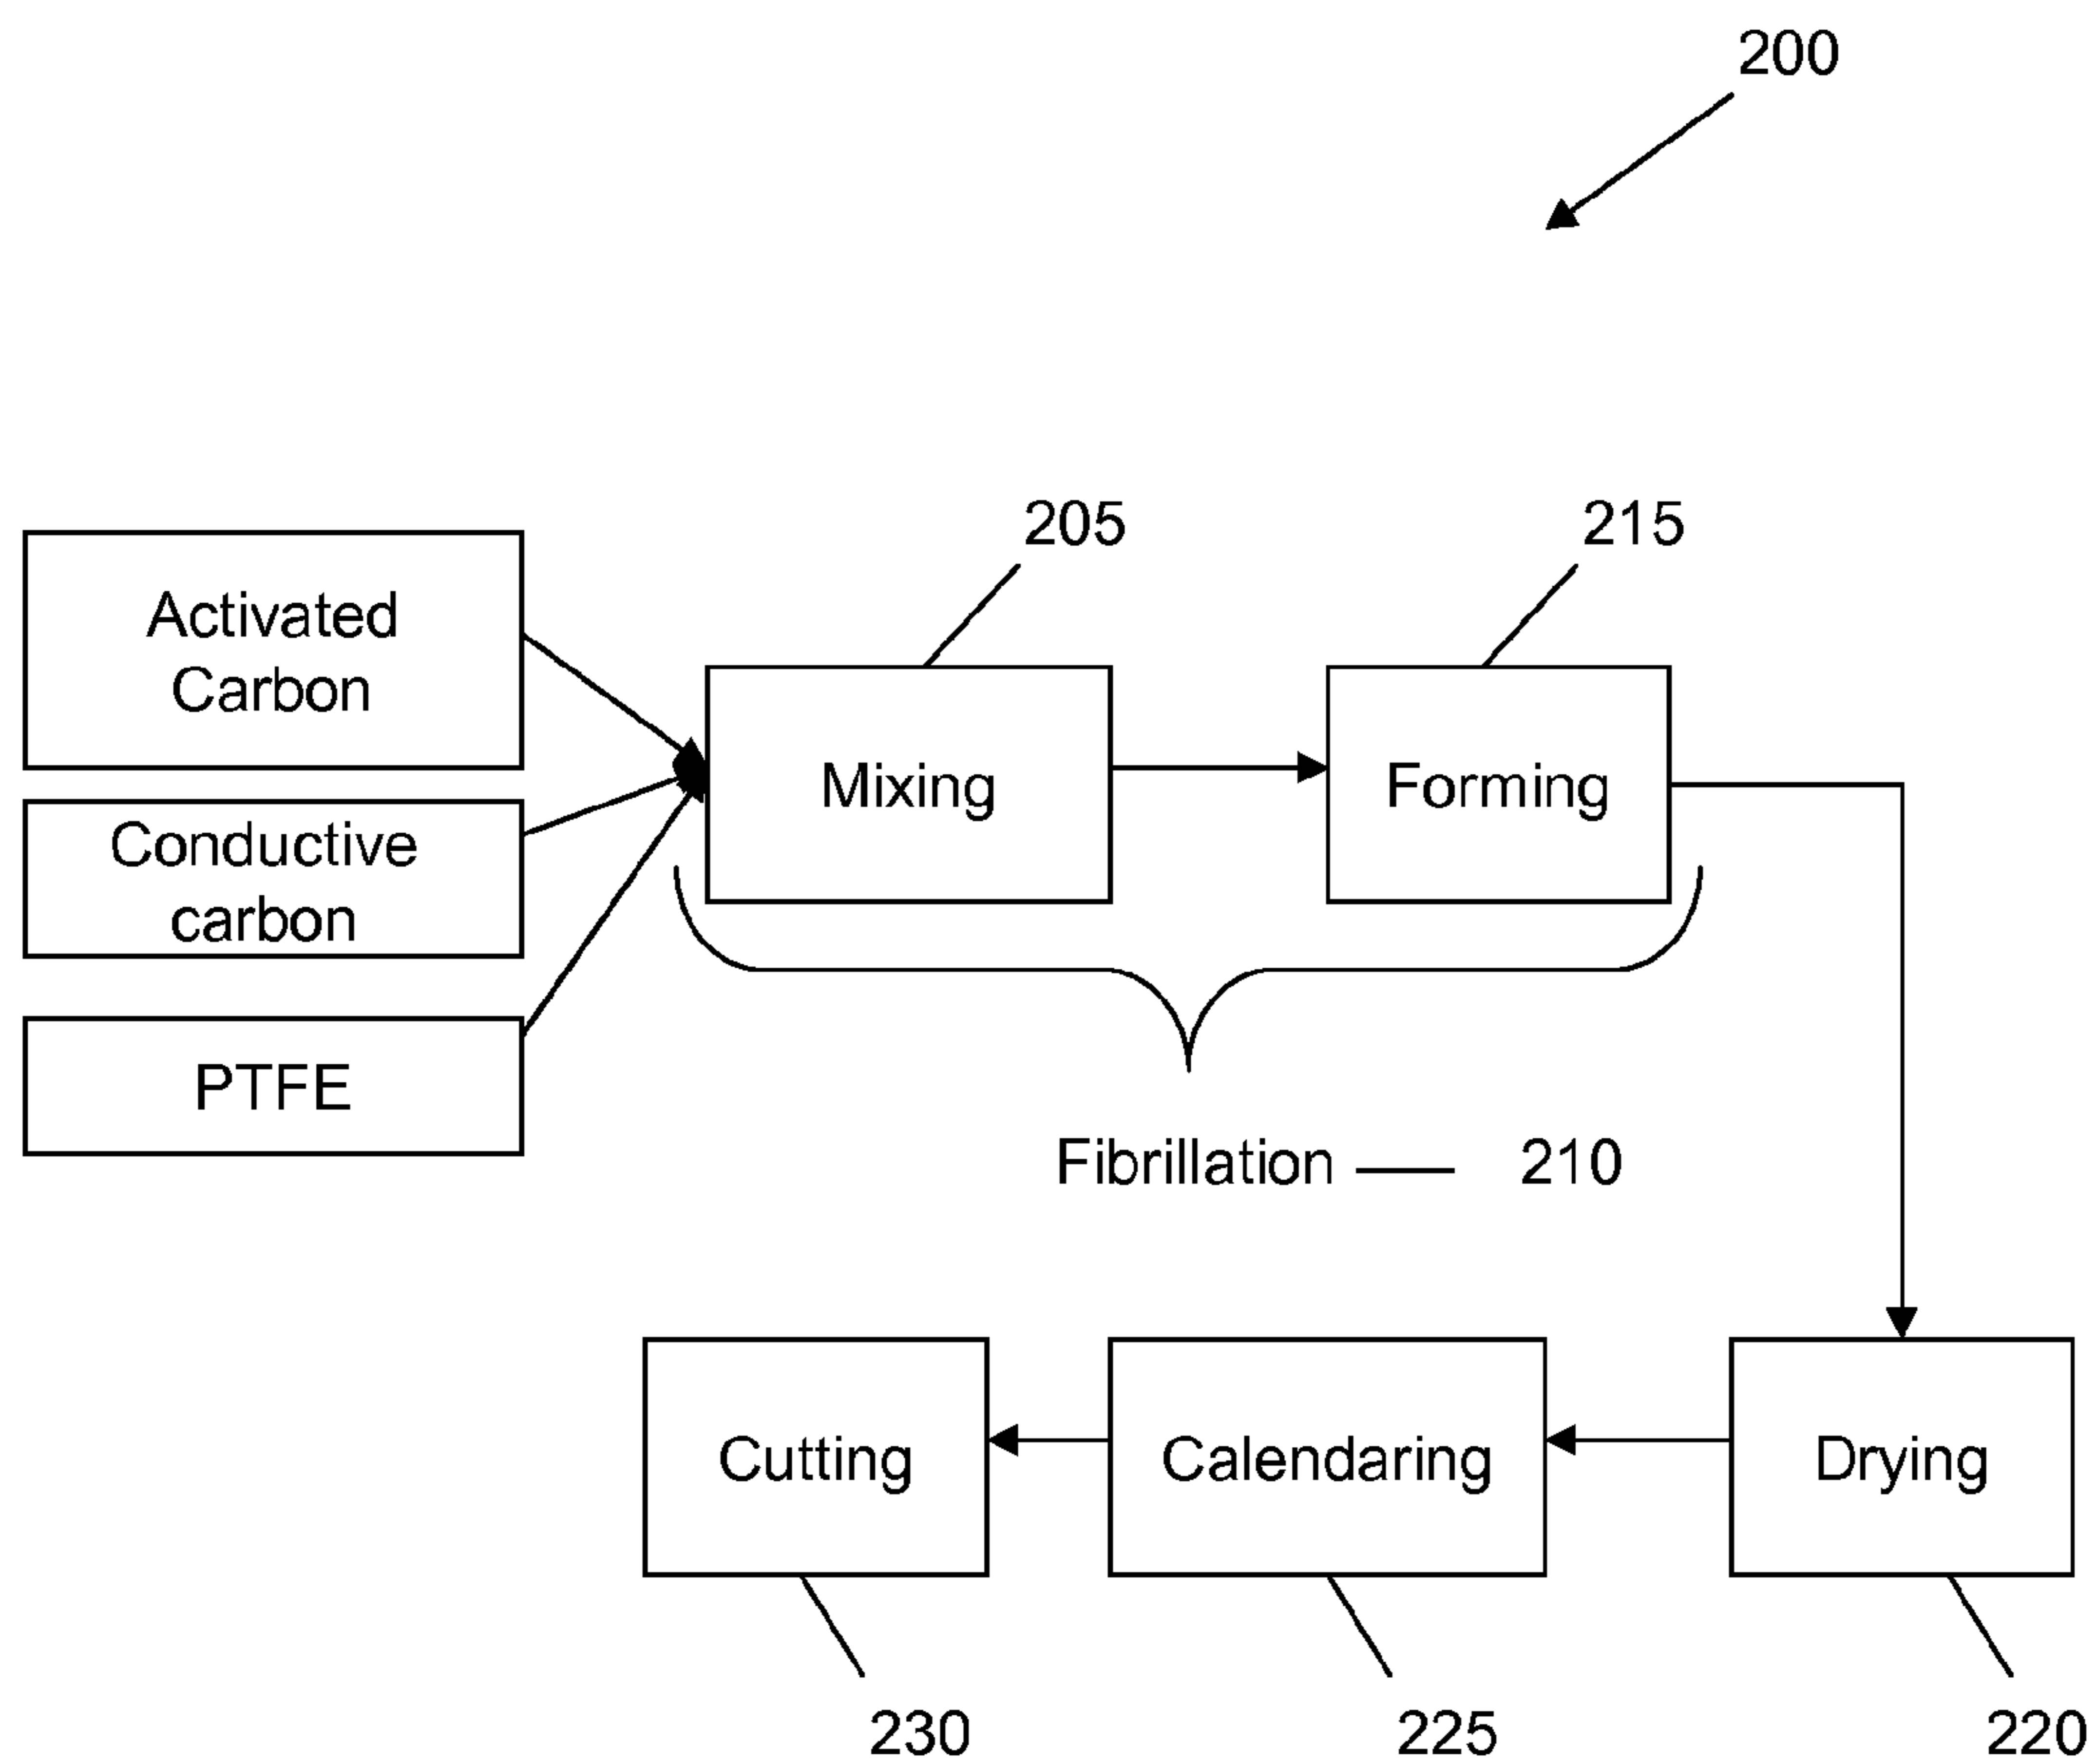 200
205
215
Activated
Carbon
Conductive
carbon
PTFE
Mixing
Forming
Fibrillation
210
Cutting
Calendaring
Drying
230
225
220